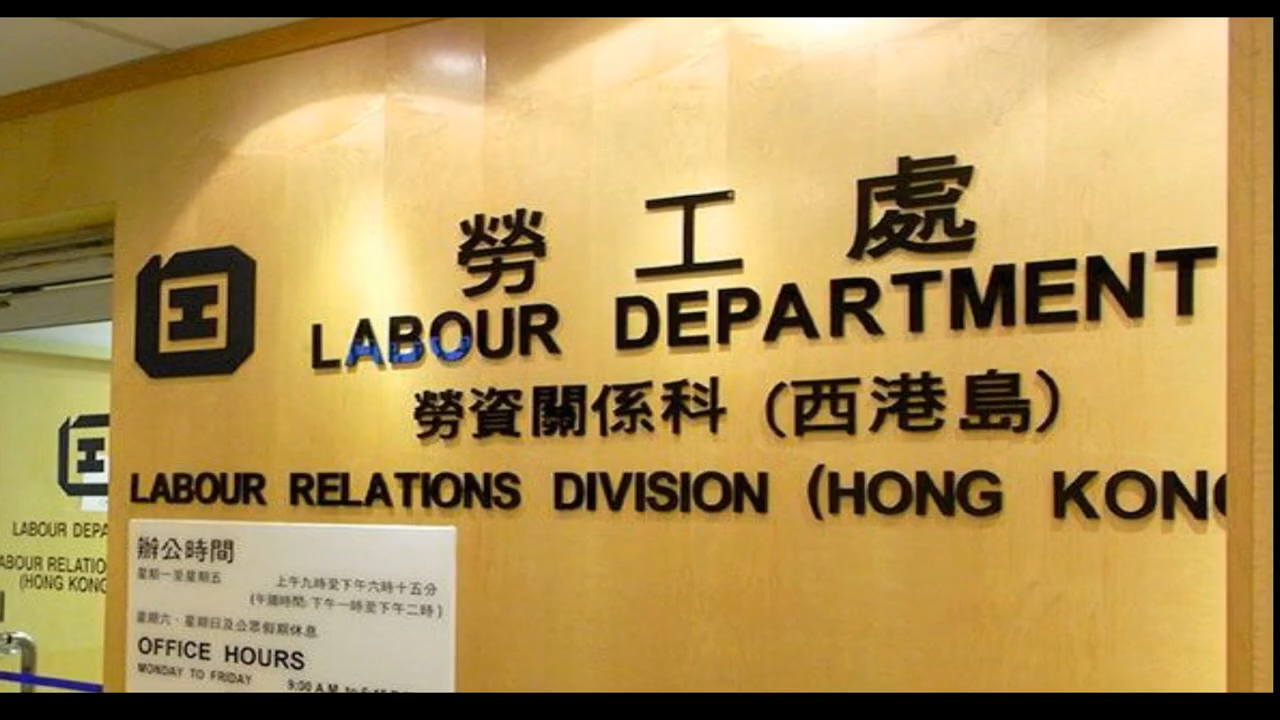 勞工處
LABOUR DEPARTMENT
勞資關係科 (西港島)
LABOUR RELATIONS DIVISION (HONG KONG
辦公時間
星期一至星期五 上午九時至下午六時十五分
(午膳時間:下午一時至下午二時)
星期六、星期日及公眾假期休息
OFFICE HOURS
MONDAY TO FRIDAY 9:00 A.M. to
LABOUR DEPA
ABOUR RELATIO
(HONG KONG